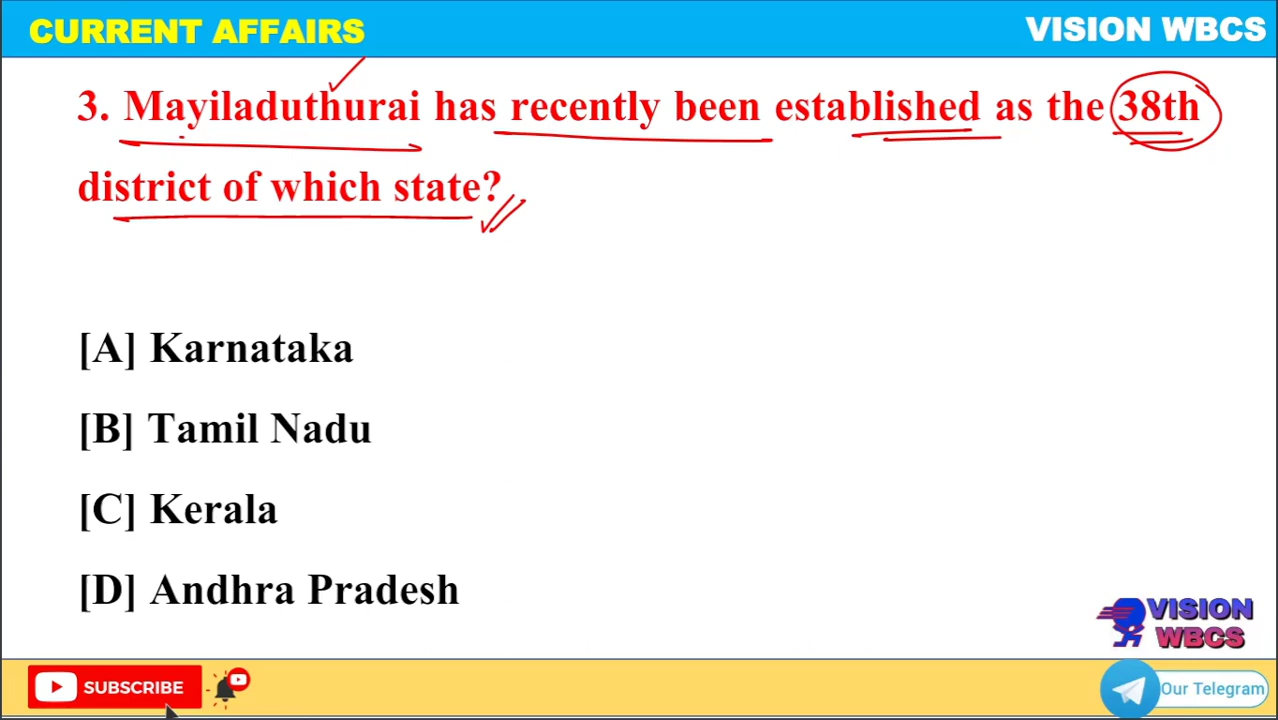 CURRENT AFFAIRS
VISION WBCS
3. Mayiladuthurai has recently been established as the 38th
district of which state?
[A] Karnataka
[B] Tamil Nadu
[C] Kerala
[D] Andhra Pradesh
VISION
WBCS
SUBSCRIBE
Our Telegram